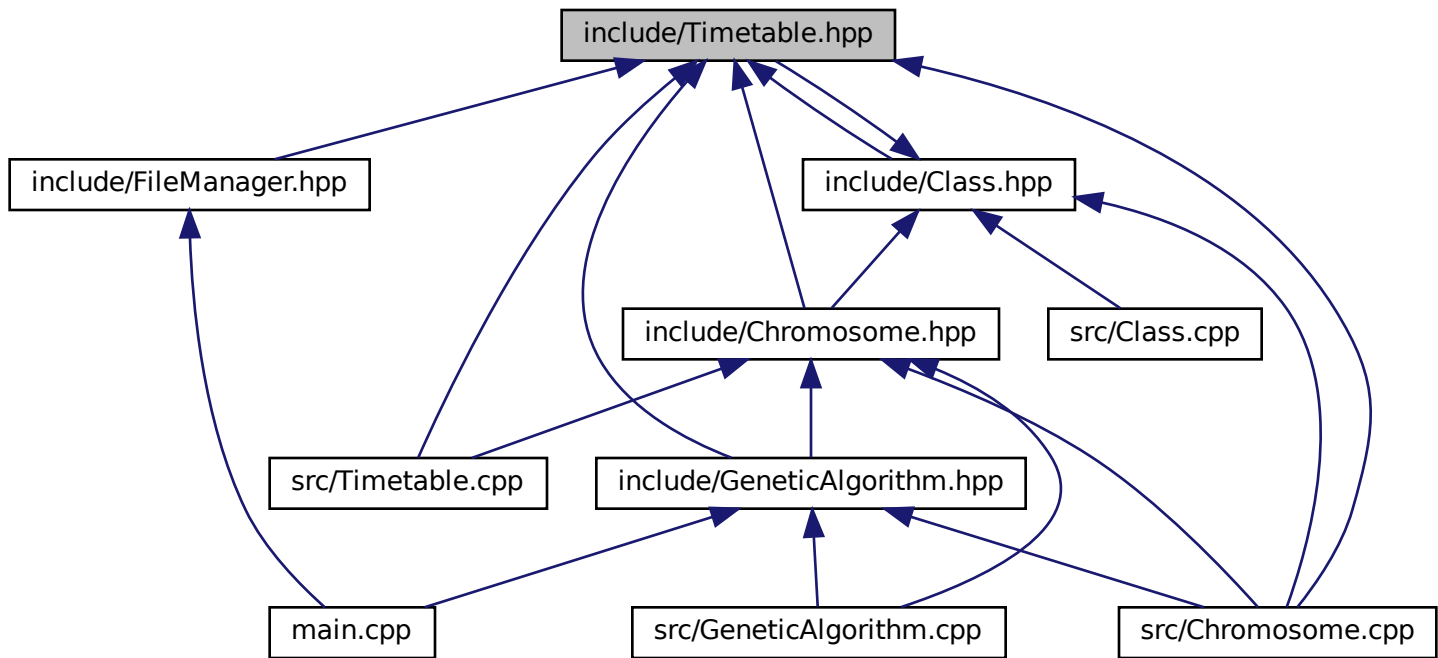 include/Timetable.hpp
include/FileManager.hpp
include/Class.hpp
include/Chromosome.hpp
src/Class.cpp
src/Timetable.cpp
include/GeneticAlgorithm.hpp
main.cpp
src/GeneticAlgorithm.cpp
src/Chromosome.cpp